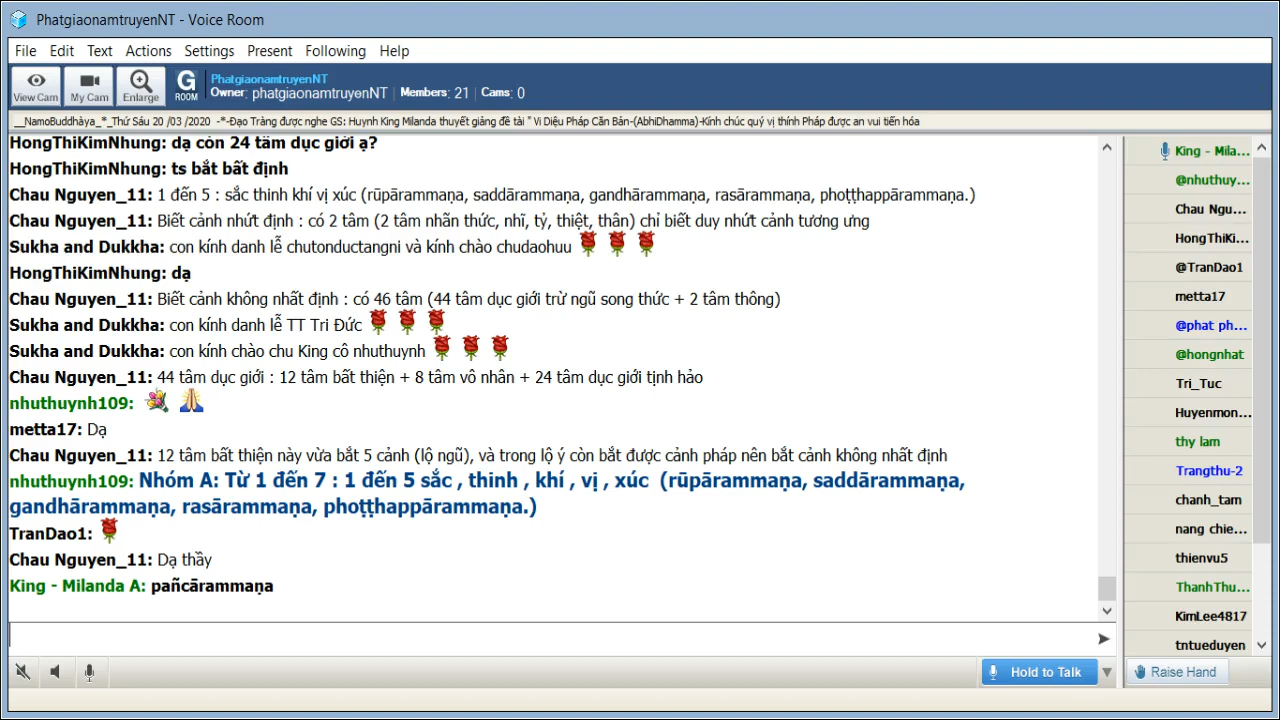 PhatgiaonamtruyenNT - Voice Room
File Edit Text Actions Settings Present Following Help
View Cam My Cam Enlarge G ROOM
PhatgiaonamtruyenNT
Owner: phatgiaonamtruyenNT Members: 21 Cams: 0
__NamoBuddhàya_*_Thứ Sáu 20 /03 /2020 -*-Đạo Tràng được nghe GS: Huynh King Milanda thuyết giảng đề tài " Vi Diệu Pháp Căn Bản-(AbhiDhamma)-Kính chúc quý vị thính Pháp được an vui tiến hóa
HongThiKimNhung: dạ còn 24 tâm dục giới ạ?
HongThiKimNhung: ts bắt bất định
Chau Nguyen_11: 1 đến 5 : sắc thinh khí vị xúc (rūpārammaṇa, saddārammaṇa, gandhārammaṇa, rasārammaṇa, phoṭṭhappārammaṇa.)
Chau Nguyen_11: Biết cảnh nhứt định : có 2 tâm (2 tâm nhãn thức, nhĩ, tỷ, thiệt, thân) chỉ biết duy nhứt cảnh tương ưng
Sukha and Dukkha: con kính danh lễ chutonductangni và kính chào chudaohuu
HongThiKimNhung: dạ
Chau Nguyen_11: Biết cảnh không nhất định : có 46 tâm (44 tâm dục giới trừ ngũ song thức + 2 tâm thông)
Sukha and Dukkha: con kính danh lễ TT Tri Đức
Sukha and Dukkha: con kính chào chu King cô nhuthuynh
Chau Nguyen_11: 44 tâm dục giới : 12 tâm bất thiện + 8 tâm vô nhân + 24 tâm dục giới tịnh hảo
nhuthuynh109:
metta17: Dạ
Chau Nguyen_11: 12 tâm bất thiện này vừa bắt 5 cảnh (lộ ngũ), và trong lộ ý còn bắt được cảnh pháp nên bắt cảnh không nhất định
nhuthuynh109: Nhóm A: Từ 1 đến 7 : 1 đến 5 sắc , thinh , khí , vị , xúc (rūpārammaṇa, saddārammaṇa,
gandhārammaṇa, rasārammaṇa, phoṭṭhappārammaṇa.)
TranDao1:
Chau Nguyen_11: Dạ thầy
King - Milanda A: pañcārammaṇa
King - Mila...
@nhuthuy...
Chau Ngu...
HongThiKi...
@TranDao1
metta17
@phat ph...
@hongnhat
Tri_Tuc
Huyenmon...
thy lam
Trangthu-2
chanh_tam
nang chie...
thienvu5
ThanhThu...
KimLee4817
tntueduyen
Hold to Talk Raise Hand